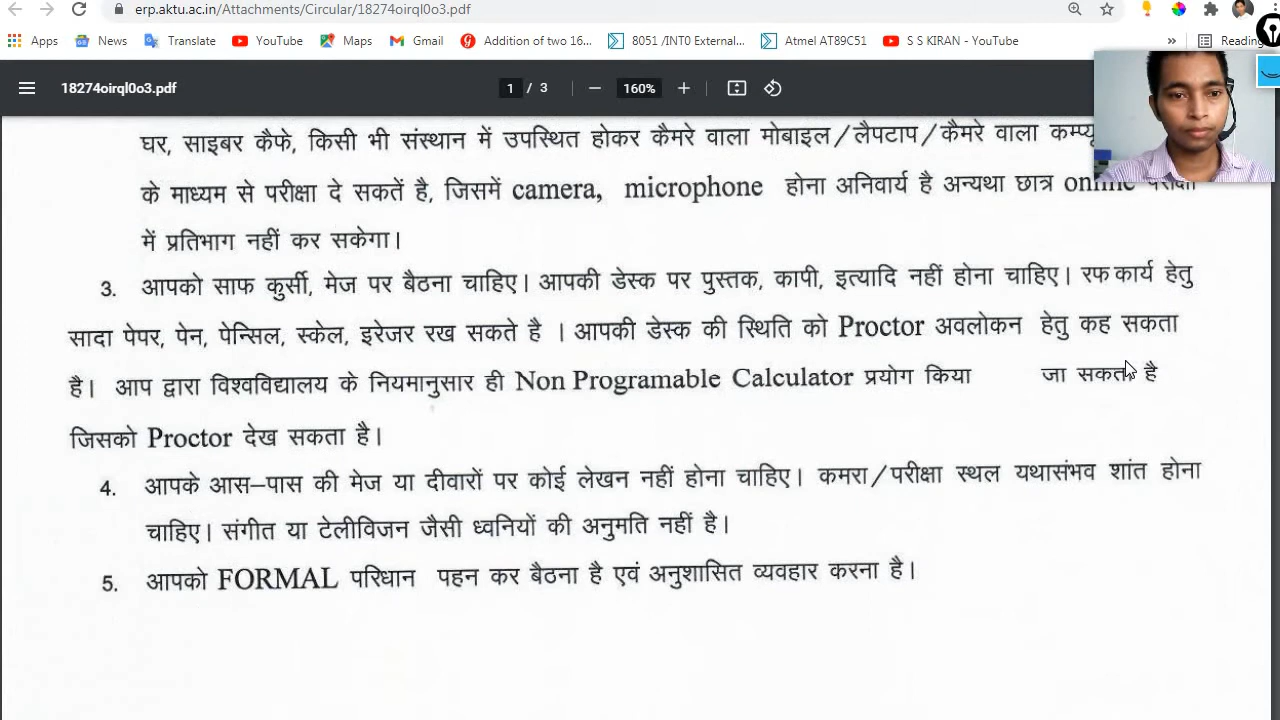 erp.aktu.ac.in/Attachments/Circular/18274oirql0o3.pdf
Apps News Translate YouTube Maps Gmail Addition of two 16... 8051 /INT0 External... Atmel AT89C51 S S KIRAN - YouTube » Reading
18274oirql0o3.pdf 1 / 3 — 160% +
घर, साइबर कैफे, किसी भी संस्थान में उपस्थित होकर कैमरे वाला मोबाइल/लैपटाप/कैमरे वाला
के माध्यम से परीक्षा दे सकतें है, जिसमें camera, microphone होना अनिवार्य है अन्यथा छात्र online परीक्षा
में प्रतिभाग नहीं कर सकेगा।
3. आपको साफ कुर्सी, मेज पर बैठना चाहिए। आपकी डेस्क पर पुस्तक, कापी, इत्यादि नहीं होना चाहिए। रफ कार्य हेतु
सादा पेपर, पेन, पेन्सिल, स्केल, इरेजर रख सकते है । आपकी डेस्क की स्थिति को Proctor अवलोकन हेतु कह सकता
है। आप द्वारा विश्वविद्यालय के नियमानुसार ही Non Programable Calculator प्रयोग किया जा सकता है
जिसको Proctor देख सकता है।
4. आपके आस–पास की मेज या दीवारों पर कोई लेखन नहीं होना चाहिए। कमरा/परीक्षा स्थल यथासंभव शांत होना
चाहिए। संगीत या टेलीविजन जैसी ध्वनियों की अनुमति नहीं है।
5. आपको FORMAL परिधान पहन कर बैठना है एवं अनुशासित व्यवहार करना है।